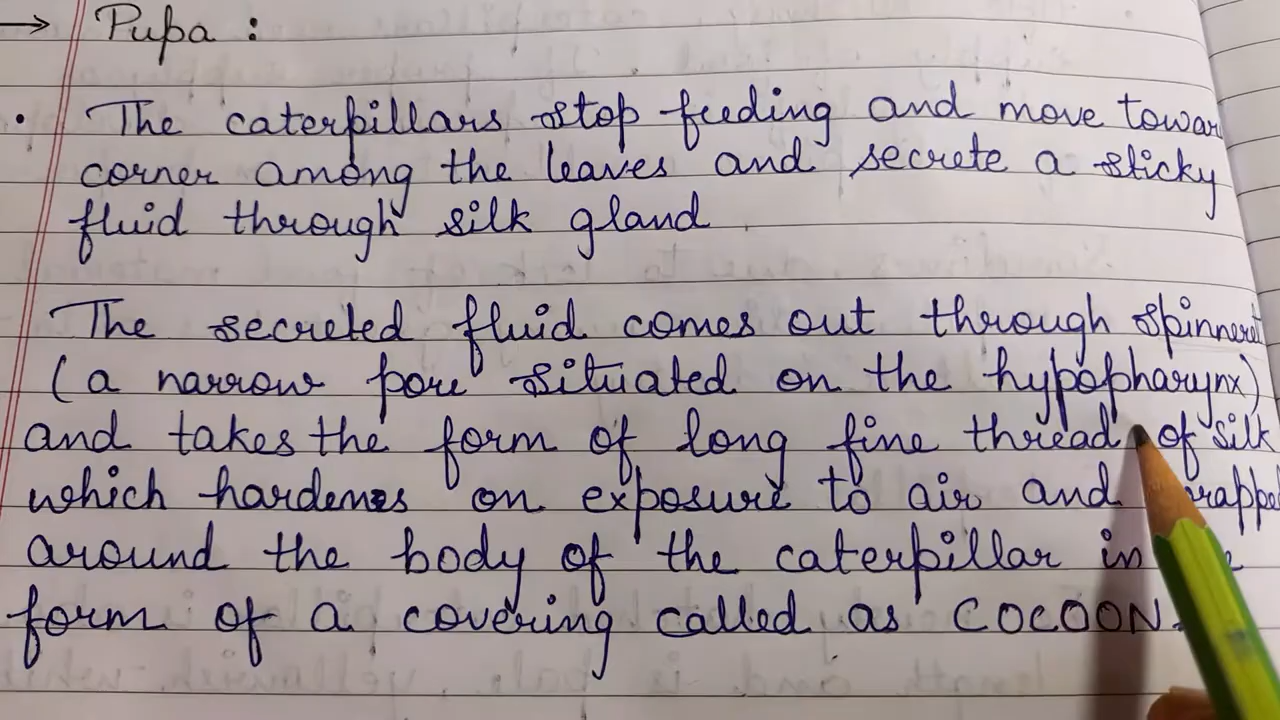 → Pupa :
• The caterpillars stop feeding and move towar
corner among the leaves and secrete a sticky
fluid through silk gland.
The secreted fluid comes out through spinneret
(a narrow pore situated on the hypopharynx)
and takes the form of long fine thread of silk
which hardenes on exposure to air and rapped
around the body of the caterpillar in
form of a covering called as COCOON.